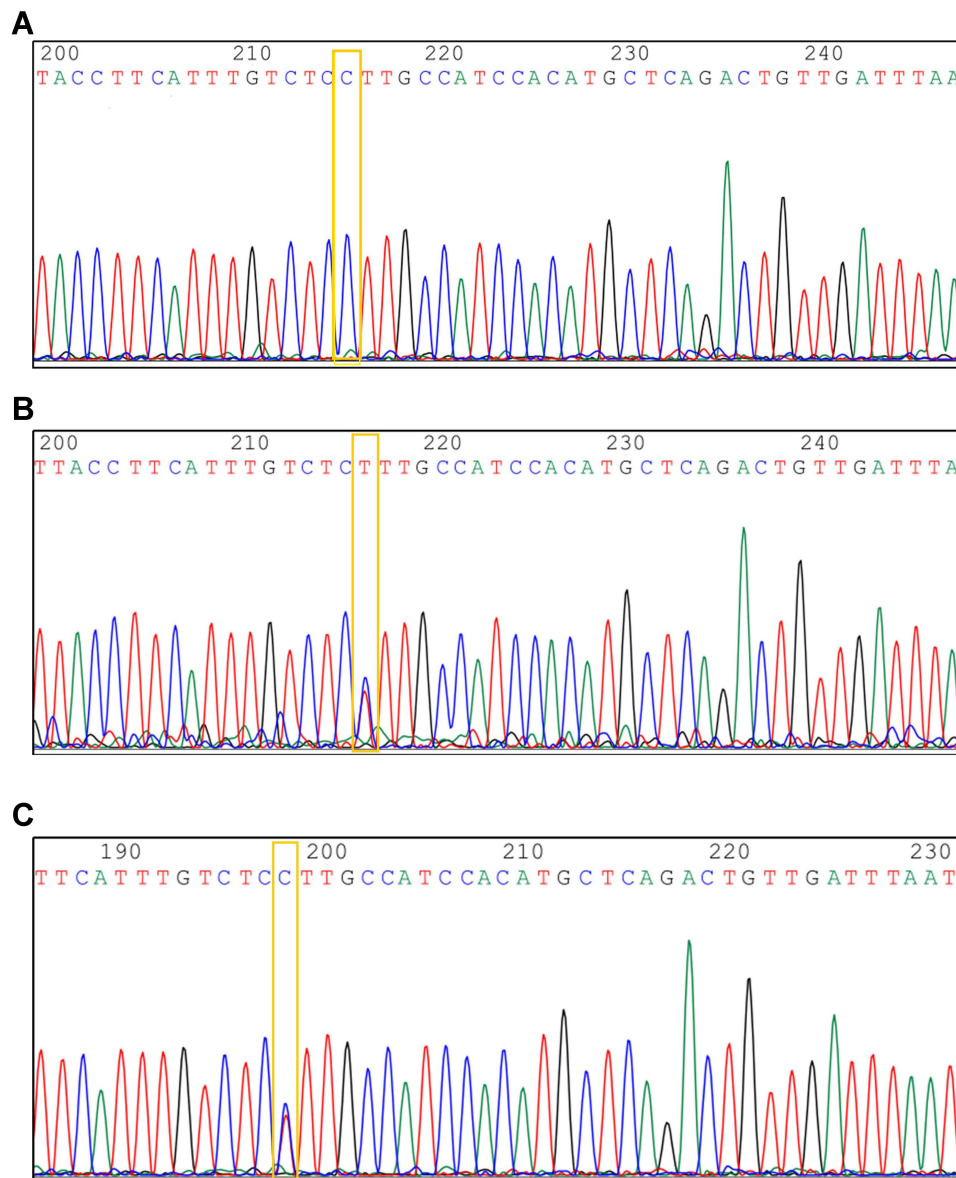 A
200 210 220 230 240
TACCTTCATTTGTCTCCTTGCCATCCACATGCTCAGACTGTTGATTTAA
B
200 210 220 230 240
TTACCTTCATTTGTCTCTTTGCCATCCACATGCTCAGACTGTTGATTTA
C
190 200 210 220 230
TTCATTTGTCTCCTTGCCATCCACATGCTCAGACTGTTGATTTAAT